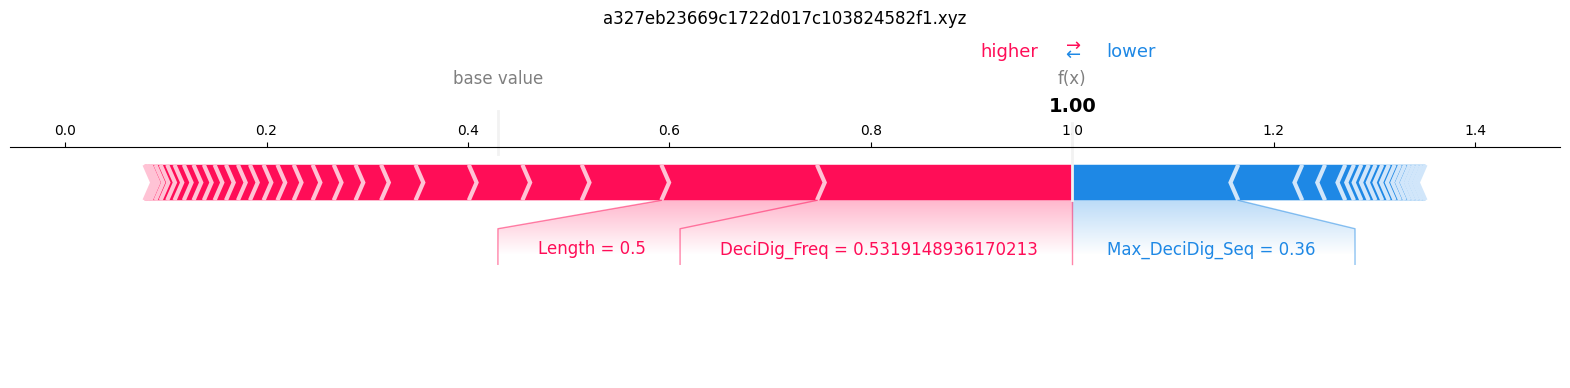 a327eb23669c1722d017c103824582f1.xyz
higher ⇄ lower
base value f(x)
1.00
0.0 0.2 0.4 0.6 0.8 1.0 1.2 1.4
Length = 0.5 DeciDig_Freq = 0.5319148936170213 Max_DeciDig_Seq = 0.36